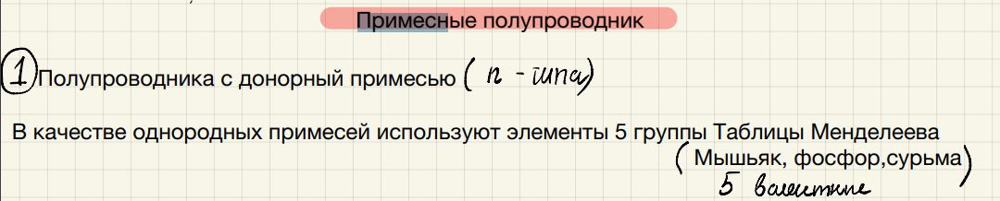 Примесные полупроводник
1 Полупроводника с донорный примесью ( n - типа)
В качестве однородных примесей используют элементы 5 группы Таблицы Менделеева
( Мышьяк, фосфор,сурьма)
5 валентные